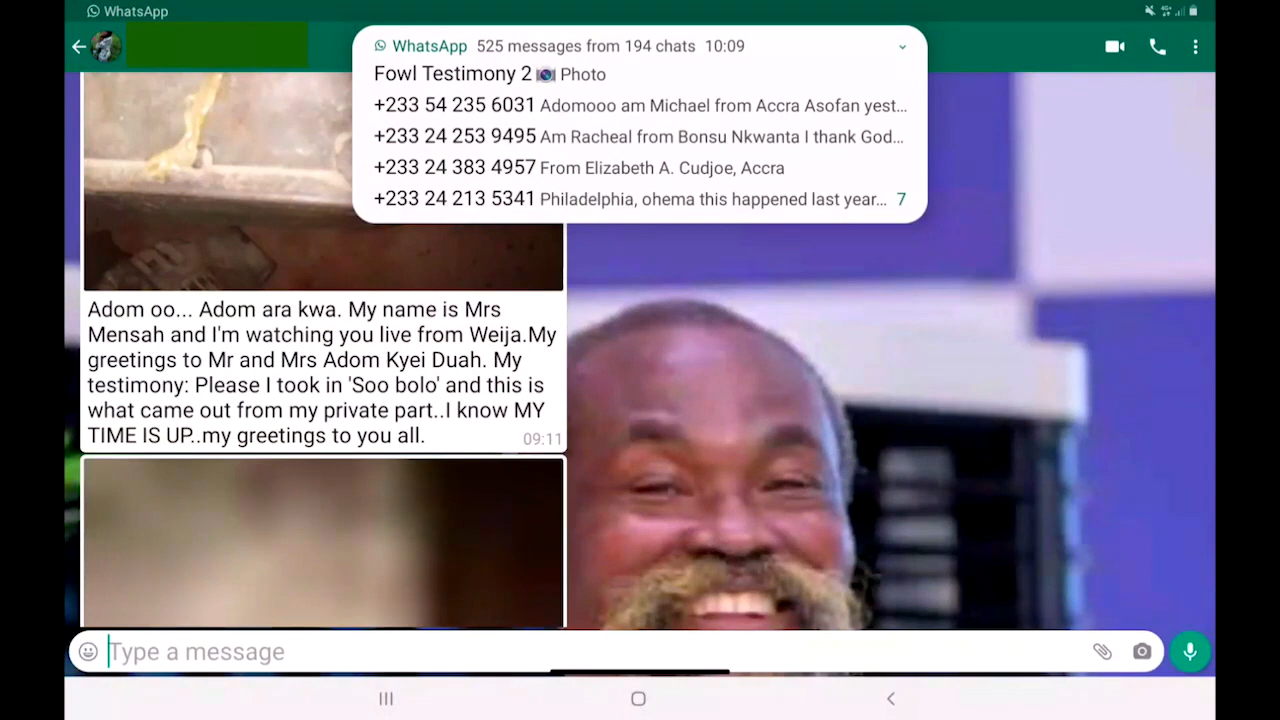 WhatsApp
WhatsApp 525 messages from 194 chats 10:09
Fowl Testimony 2 Photo
+233 54 235 6031 Adomooo am Michael from Accra Asofan yest...
+233 24 253 9495 Am Racheal from Bonsu Nkwanta I thank God...
+233 24 383 4957 From Elizabeth A. Cudjoe, Accra
+233 24 213 5341 Philadelphia, ohema this happened last year... 7
Adom oo... Adom ara kwa. My name is Mrs
Mensah and I'm watching you live from Weija.My
greetings to Mr and Mrs Adom Kyei Duah. My
testimony: Please I took in 'Soo bolo' and this is
what came out from my private part..I know MY
TIME IS UP..my greetings to you all.
09:11
Type a message